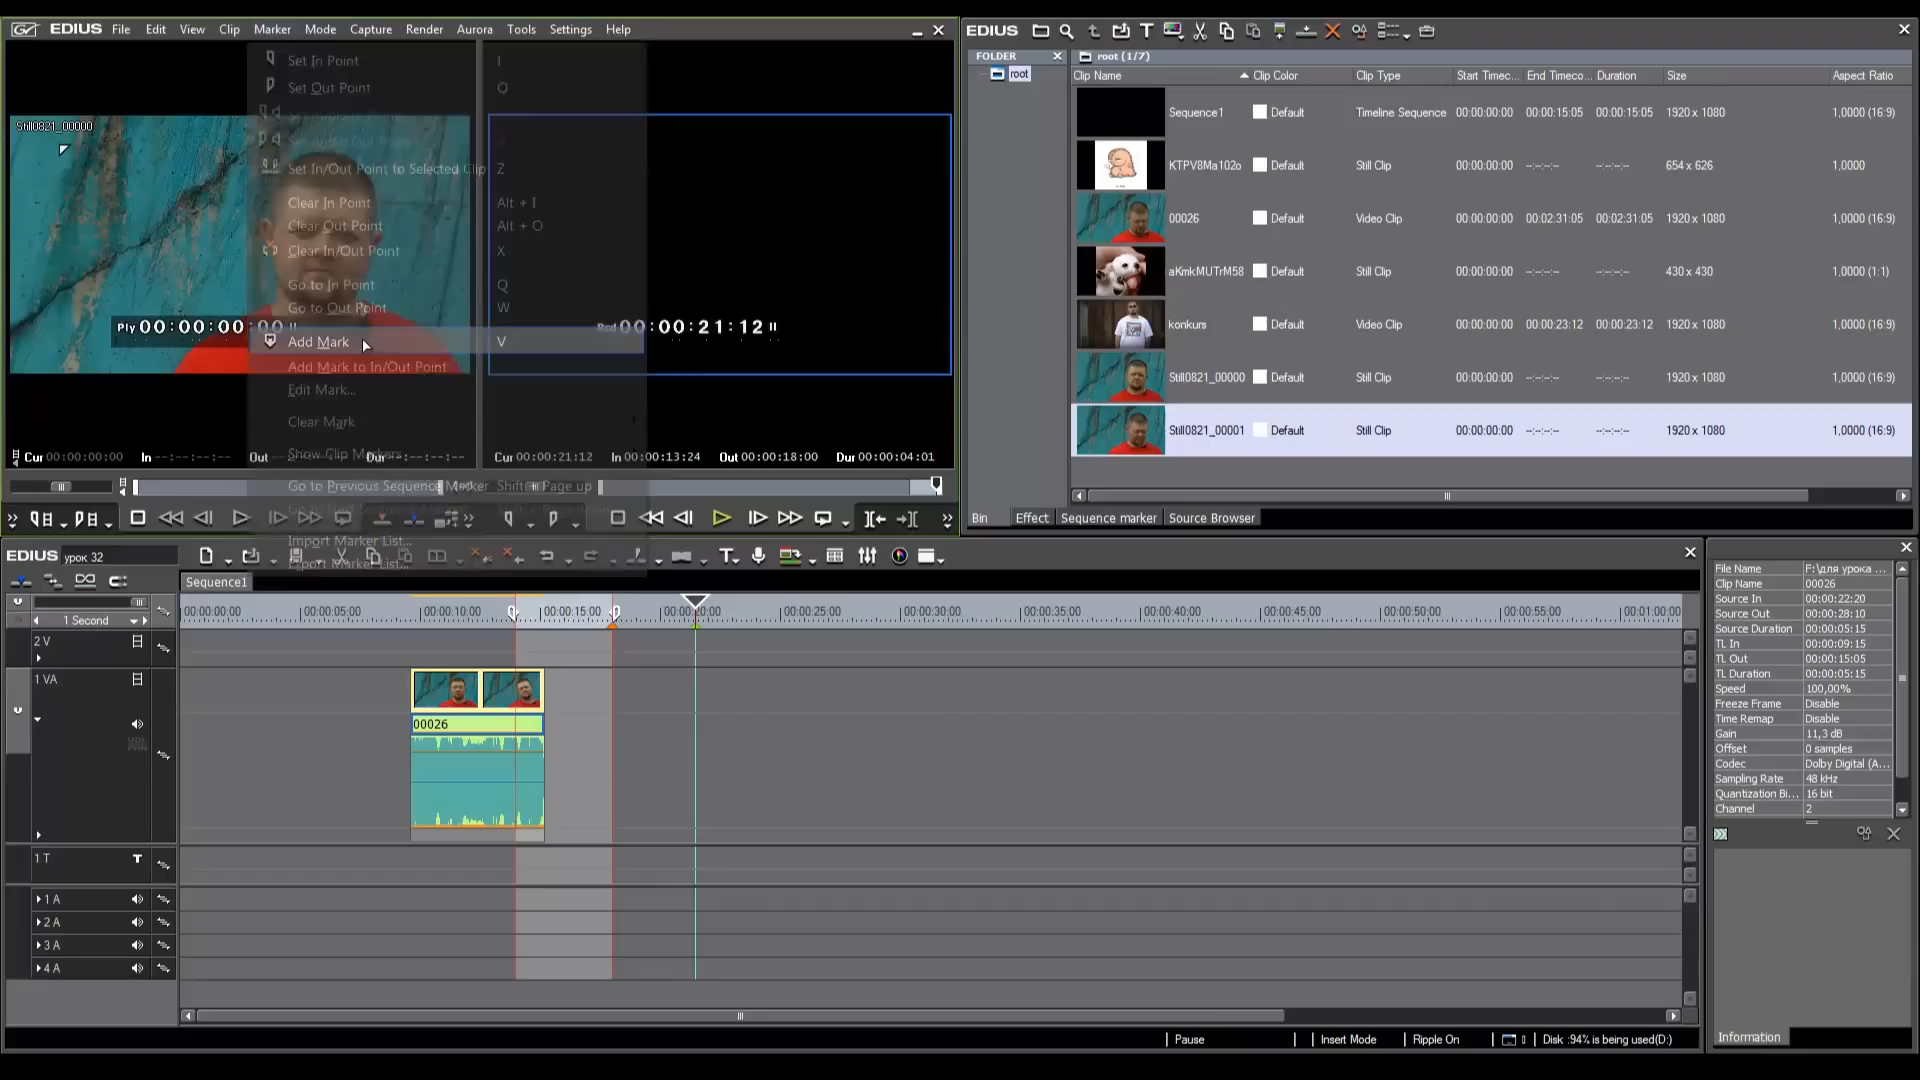 EDIUS File Edit View Clip Marker Mode Capture Render Aurora Tools Settings Help
Set In Point I
Set Out Point O
Set In/Out Point to Selected Clip Z
Clear In Point Alt + I
Clear Out Point Alt + O
Clear In/Out Point X
Go to In Point Q
Go to Out Point W
Add Mark V
Add Mark to In/Out Point
Edit Mark...
Clear Mark
Show Clip Markers
Go to Previous Sequence Marker Shift + Page up
Import Marker List...
Export Marker List...
Still0821_00000
Ply 00:00:00:00
Rcd 00:00:21:12
Cur 00:00:00:00 In --:--:--:-- Out Dur --:--:--:--
Cur 00:00:21:12 In 00:00:13:24 Out 00:00:18:00 Dur 00:00:04:01
EDIUS
FOLDER
root
root (1/7)
Clip Name Clip Color Clip Type Start Timec... End Timeco... Duration Size Aspect Ratio
Sequence1 Default Timeline Sequence 00:00:00:00 00:00:15:05 00:00:15:05 1920 x 1080 1,0000 (16:9)
KTPV8Ma102o Default Still Clip 00:00:00:00 --:--:--:-- --:--:--:-- 654 x 626 1,0000
00026 Default Video Clip 00:00:00:00 00:02:31:05 00:02:31:05 1920 x 1080 1,0000 (16:9)
aKmkMUTrM58 Default Still Clip 00:00:00:00 --:--:--:-- --:--:--:-- 430 x 430 1,0000 (1:1)
konkurs Default Video Clip 00:00:00:00 00:00:23:12 00:00:23:12 1920 x 1080 1,0000 (16:9)
Still0821_00000 Default Still Clip 00:00:00:00 --:--:--:-- --:--:--:-- 1920 x 1080 1,0000 (16:9)
Still0821_00001 Default Still Clip 00:00:00:00 --:--:--:-- --:--:--:-- 1920 x 1080 1,0000 (16:9)
Bin Effect Sequence marker Source Browser
EDIUS урок 32
Sequence1
1 Second
00:00:00:00 00:00:05:00 00:00:10:00 00:00:15:00 00:00:20:00 00:00:25:00 00:00:30:00 00:00:35:00 00:00:40:00 00:00:45:00 00:00:50:00 00:00:55:00 00:01:00:00
2 V
1 VA
00026
1 T
1 A
2 A
3 A
4 A
File Name F:\для урока ...
Clip Name 00026
Source In 00:00:22:20
Source Out 00:00:28:10
Source Duration 00:00:05:15
TL In 00:00:09:15
TL Out 00:00:15:05
TL Duration 00:00:05:15
Speed 100,00%
Freeze Frame Disable
Time Remap Disable
Gain 11,3 dB
Offset 0 samples
Codec Dolby Digital (A...
Sampling Rate 48 kHz
Quantization Bi... 16 bit
Channel 2
Information
Pause Insert Mode Ripple On Disk :94% is being used(D:)